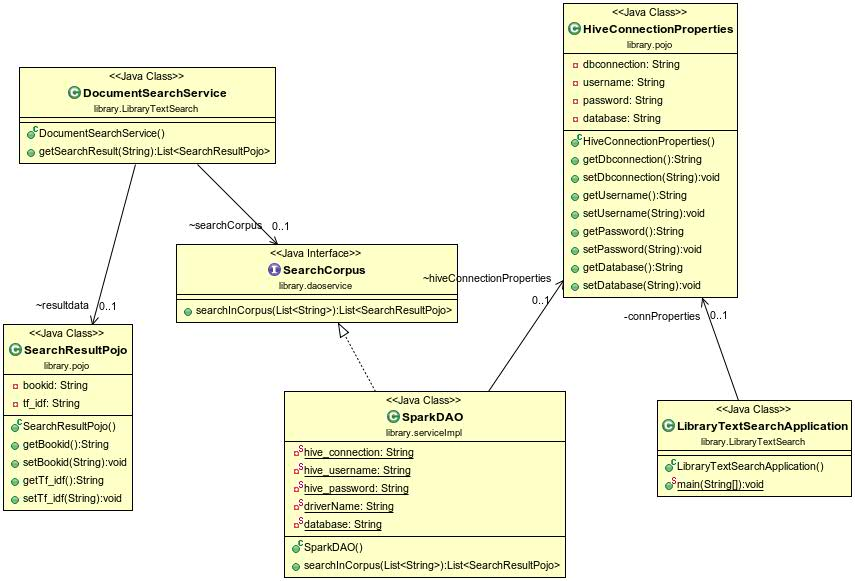 <<Java Class>>
HiveConnectionProperties
library.pojo
dbconnection: String
username: String
password: String
database: String
HiveConnectionProperties()
getDbconnection():String
setDbconnection(String):void
getUsername():String
setUsername(String):void
getPassword():String
setPassword(String):void
getDatabase():String
setDatabase(String):void
<<Java Class>>
DocumentSearchService
library.LibraryTextSearch
DocumentSearchService()
getSearchResult(String):List<SearchResultPojo>
~searchCorpus 0..1
<<Java Interface>>
SearchCorpus
library.daoservice
searchInCorpus(List<String>):List<SearchResultPojo>
~hiveConnectionProperties
0..1
~resultdata 0..1
-connProperties 0..1
<<Java Class>>
SearchResultPojo
library.pojo
bookid: String
tf_idf: String
SearchResultPojo()
getBookid():String
setBookid(String):void
getTf_idf():String
setTf_idf(String):void
<<Java Class>>
SparkDAO
library.serviceImpl
hive_connection: String
hive_username: String
hive_password: String
driverName: String
database: String
SparkDAO()
searchInCorpus(List<String>):List<SearchResultPojo>
<<Java Class>>
LibraryTextSearchApplication
library.LibraryTextSearch
LibraryTextSearchApplication()
main(String[]):void